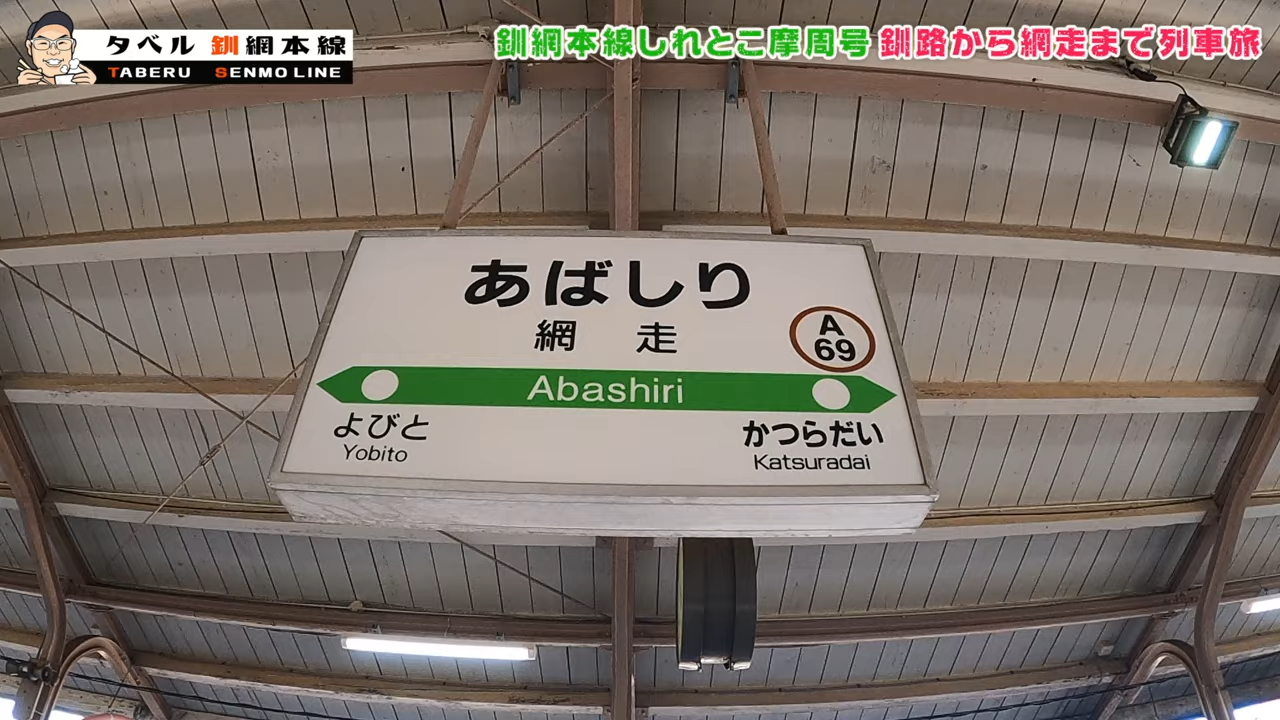 タベル 釧網本線
TABERU SENMO LINE
釧網本線しれとこ摩周号 釧路から網走まで列車旅
あばしり
網走
A
69
Abashiri
よびと
Yobito
かつらだい
Katsuradai